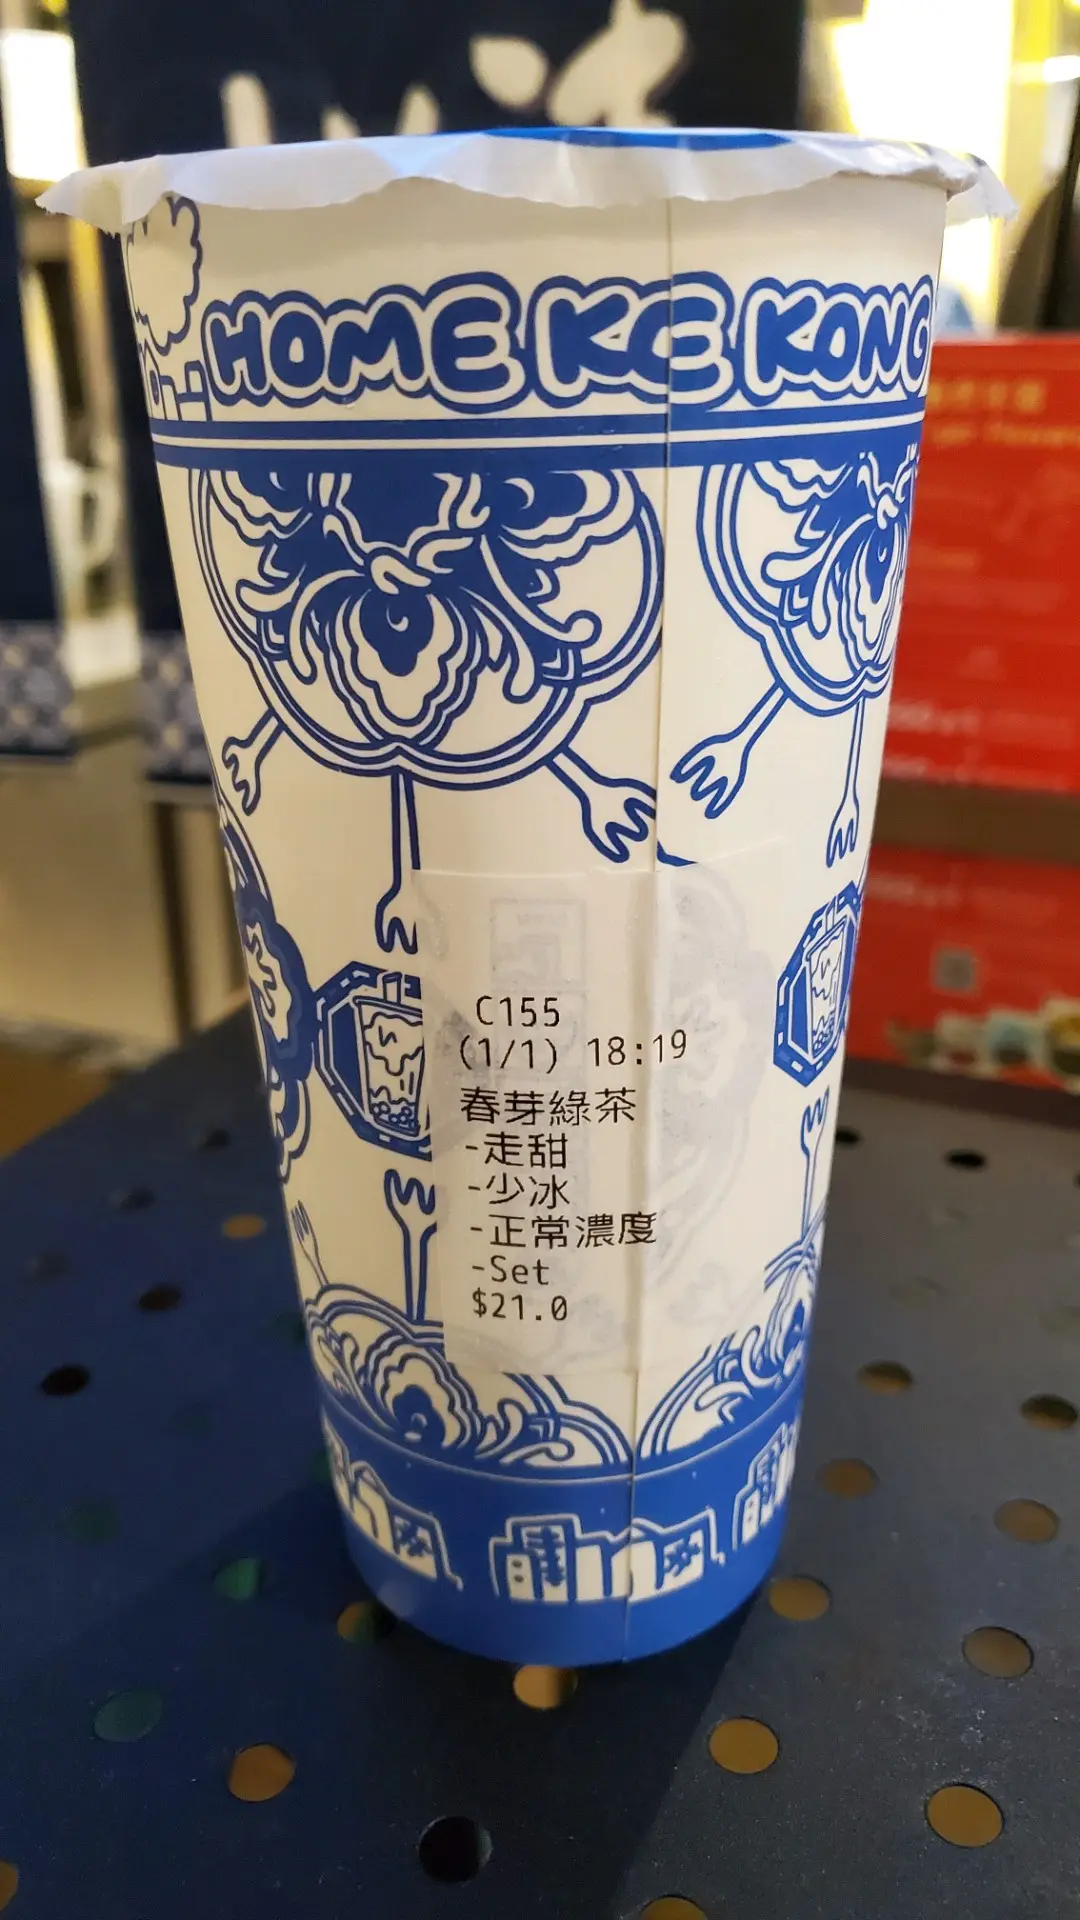 HOME KE KONG
C155
(1/1) 18:19
春芽綠茶
-走甜
-少冰
-正常濃度
-Set
$21.0